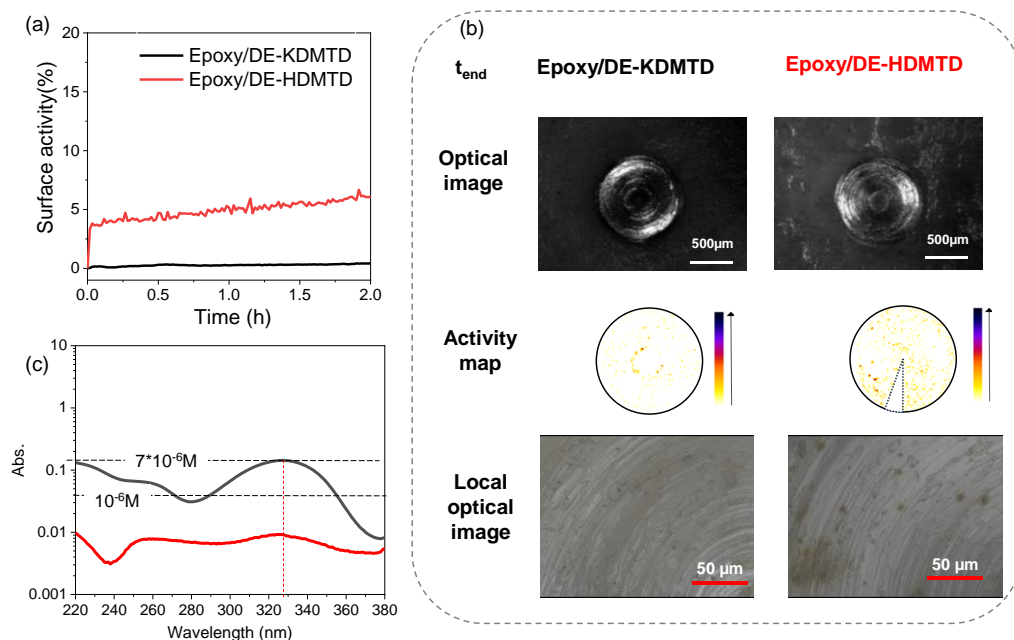 (a)
20
15
10
5
0
Surface activity(%)
Epoxy/DE-KDMTD
Epoxy/DE-HDMTD
0.0 0.5 1.0 1.5 2.0
Time (h)
(b)
t_end Epoxy/DE-KDMTD Epoxy/DE-HDMTD
Optical
image
500μm
500μm
Activity
map
Local
optical
image
50 μm
50 μm
(c)
10
1
0.1
0.01
0.001
Abs.
7*10⁻⁶M
10⁻⁶M
220 240 260 280 300 320 340 360 380
Wavelength (nm)